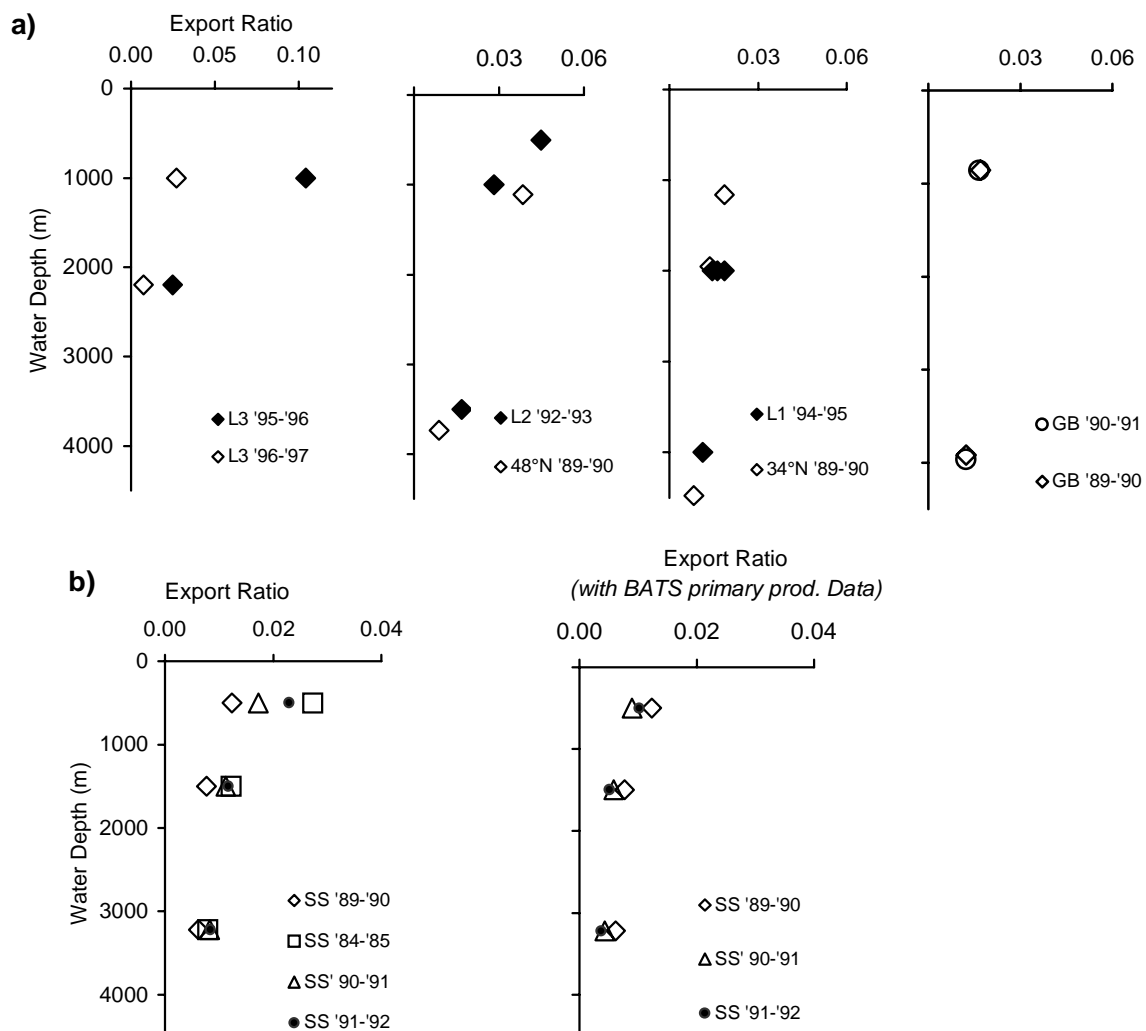 a)
Export Ratio
0.00 0.05 0.10
0.03 0.06
0.03 0.06
0.03 0.06
0
1000
2000
3000
4000
Water Depth (m)
L3 '95-'96
L3 '96-'97
L2 '92-'93
48°N '89-'90
L1 '94-'95
34°N '89-'90
GB '90-'91
GB '89-'90
b)
Export Ratio
0.00 0.02 0.04
0
1000
2000
3000
4000
Water Depth (m)
SS '89-'90
SS '84-'85
SS' 90-'91
SS '91-'92
Export Ratio
(with BATS primary prod. Data)
0.00 0.02 0.04
SS '89-'90
SS' 90-'91
SS '91-'92